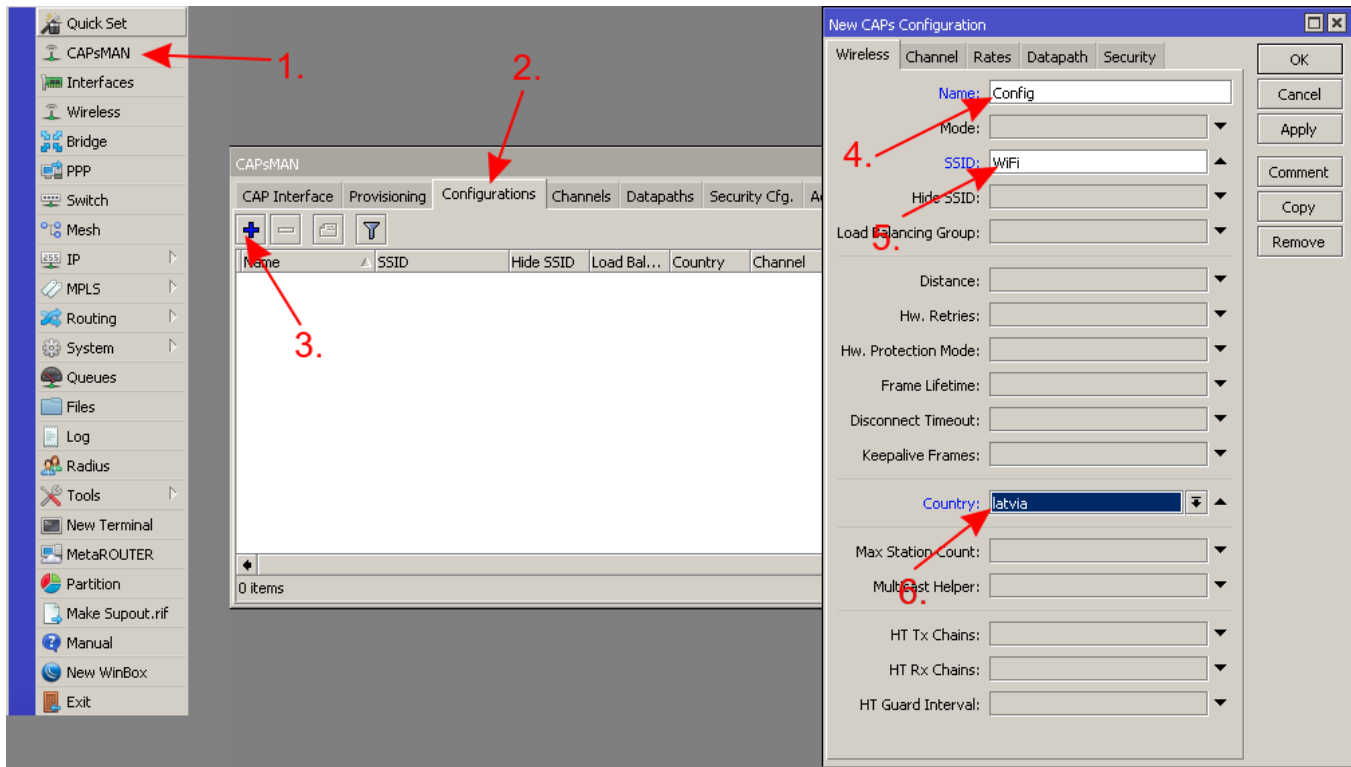 Quick Set
CAPsMAN
Interfaces
Wireless
Bridge
PPP
Switch
Mesh
255 IP
MPLS
Routing
System
Queues
Files
Log
Radius
Tools
New Terminal
MetaROUTER
Partition
Make Supout.rif
Manual
New WinBox
Exit
1.
2.
3.
CAPsMAN
CAP Interface Provisioning Configurations Channels Datapaths Security Cfg. A
Name SSID Hide SSID Load Bal... Country Channel
0 items
New CAPs Configuration
Wireless Channel Rates Datapath Security
Name: Config
Mode:
4.
SSID: WiFi
Hide SSID:
5.
Load Balancing Group:
Distance:
Hw. Retries:
Hw. Protection Mode:
Frame Lifetime:
Disconnect Timeout:
Keepalive Frames:
Country: latvia
Max Station Count:
Multicast Helper:
6.
HT Tx Chains:
HT Rx Chains:
HT Guard Interval:
OK
Cancel
Apply
Comment
Copy
Remove